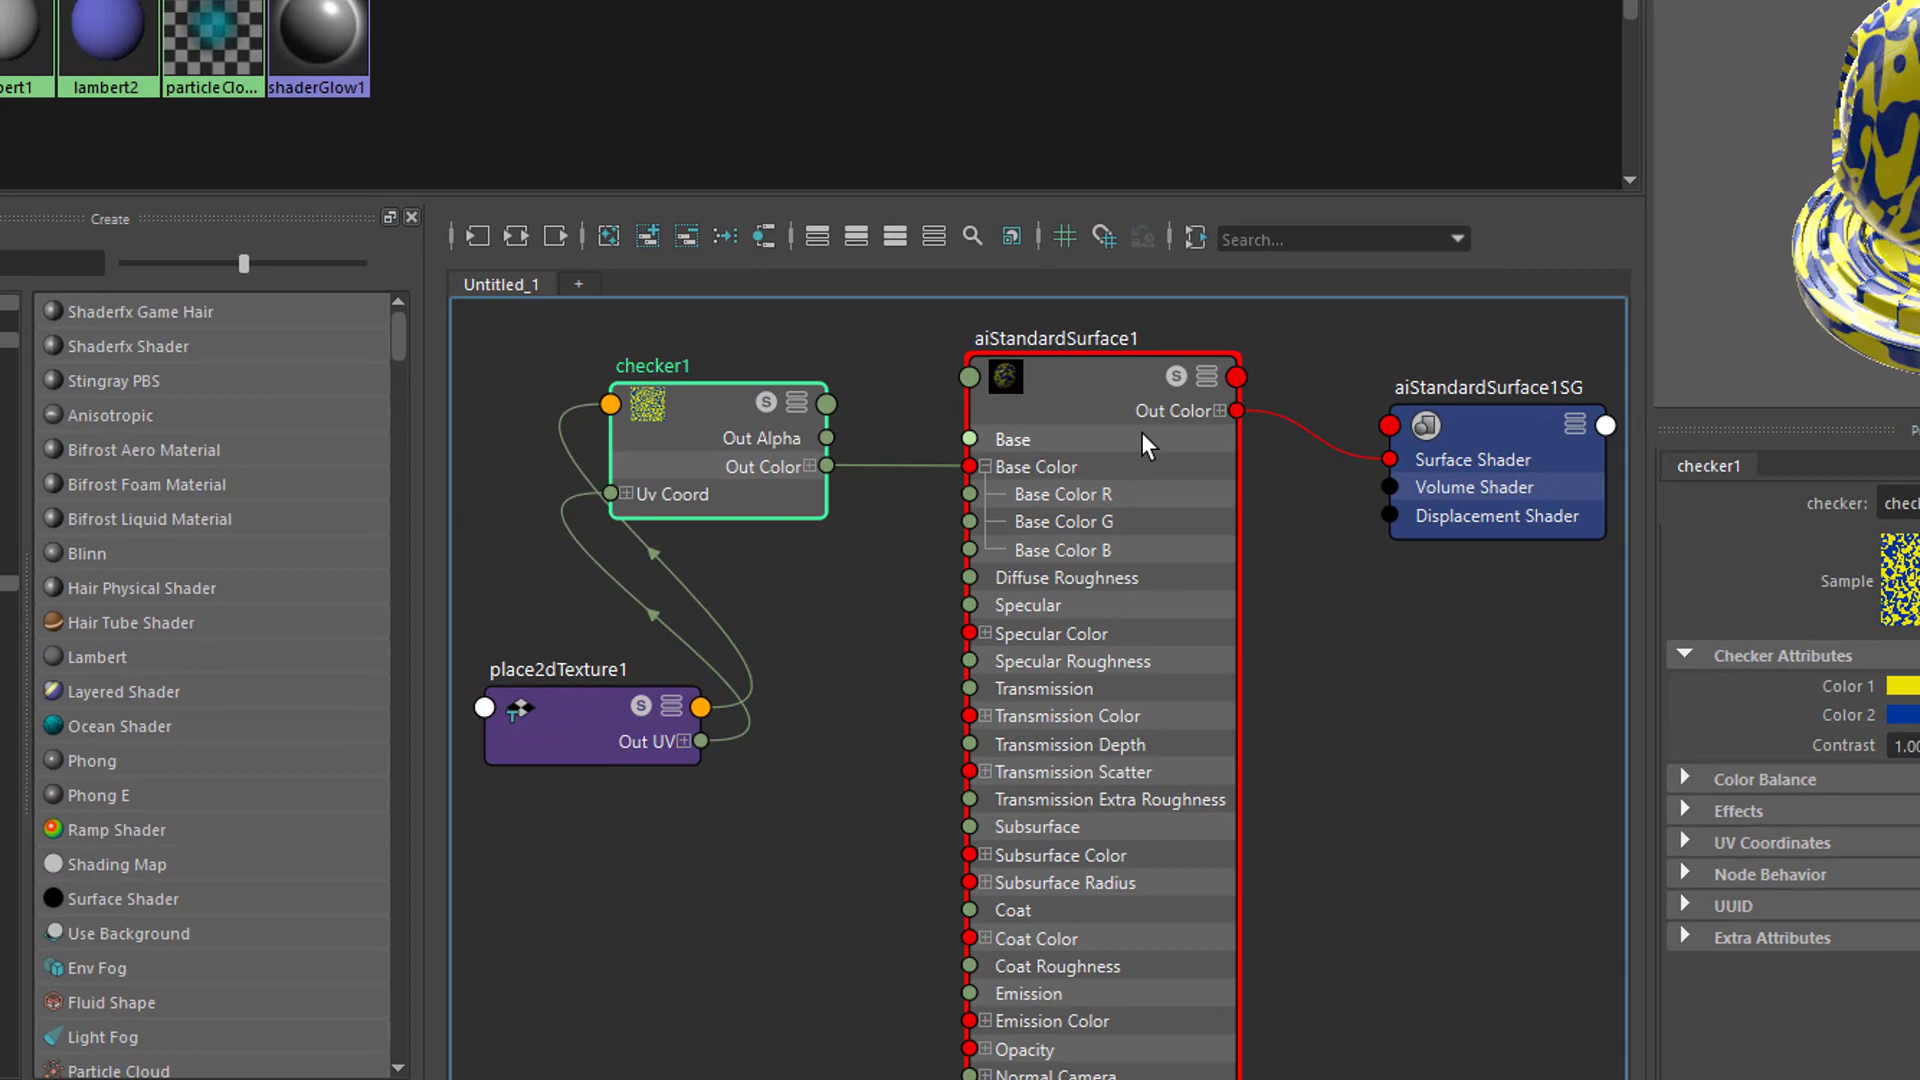 lambert2
particleClo...
shaderGlow1
Create
Search...
Untitled_1
+
Shaderfx Game Hair
Shaderfx Shader
Stingray PBS
Anisotropic
Bifrost Aero Material
Bifrost Foam Material
Bifrost Liquid Material
Blinn
Hair Physical Shader
Hair Tube Shader
Lambert
Layered Shader
Ocean Shader
Phong
Phong E
Ramp Shader
Shading Map
Surface Shader
Use Background
Env Fog
Fluid Shape
Light Fog
Particle Cloud
checker1
S
Out Alpha
Out Color
Uv Coord
place2dTexture1
S
Out UV
aiStandardSurface1
S
Out Color
Base
Base Color
Base Color R
Base Color G
Base Color B
Diffuse Roughness
Specular
Specular Color
Specular Roughness
Transmission
Transmission Color
Transmission Depth
Transmission Scatter
Transmission Extra Roughness
Subsurface
Subsurface Color
Subsurface Radius
Coat
Coat Color
Coat Roughness
Emission
Emission Color
Opacity
Normal Camera
aiStandardSurface1SG
Surface Shader
Volume Shader
Displacement Shader
checker1
checker:
Sample
Checker Attributes
Color 1
Color 2
Contrast 1.00
Color Balance
Effects
UV Coordinates
Node Behavior
UUID
Extra Attributes